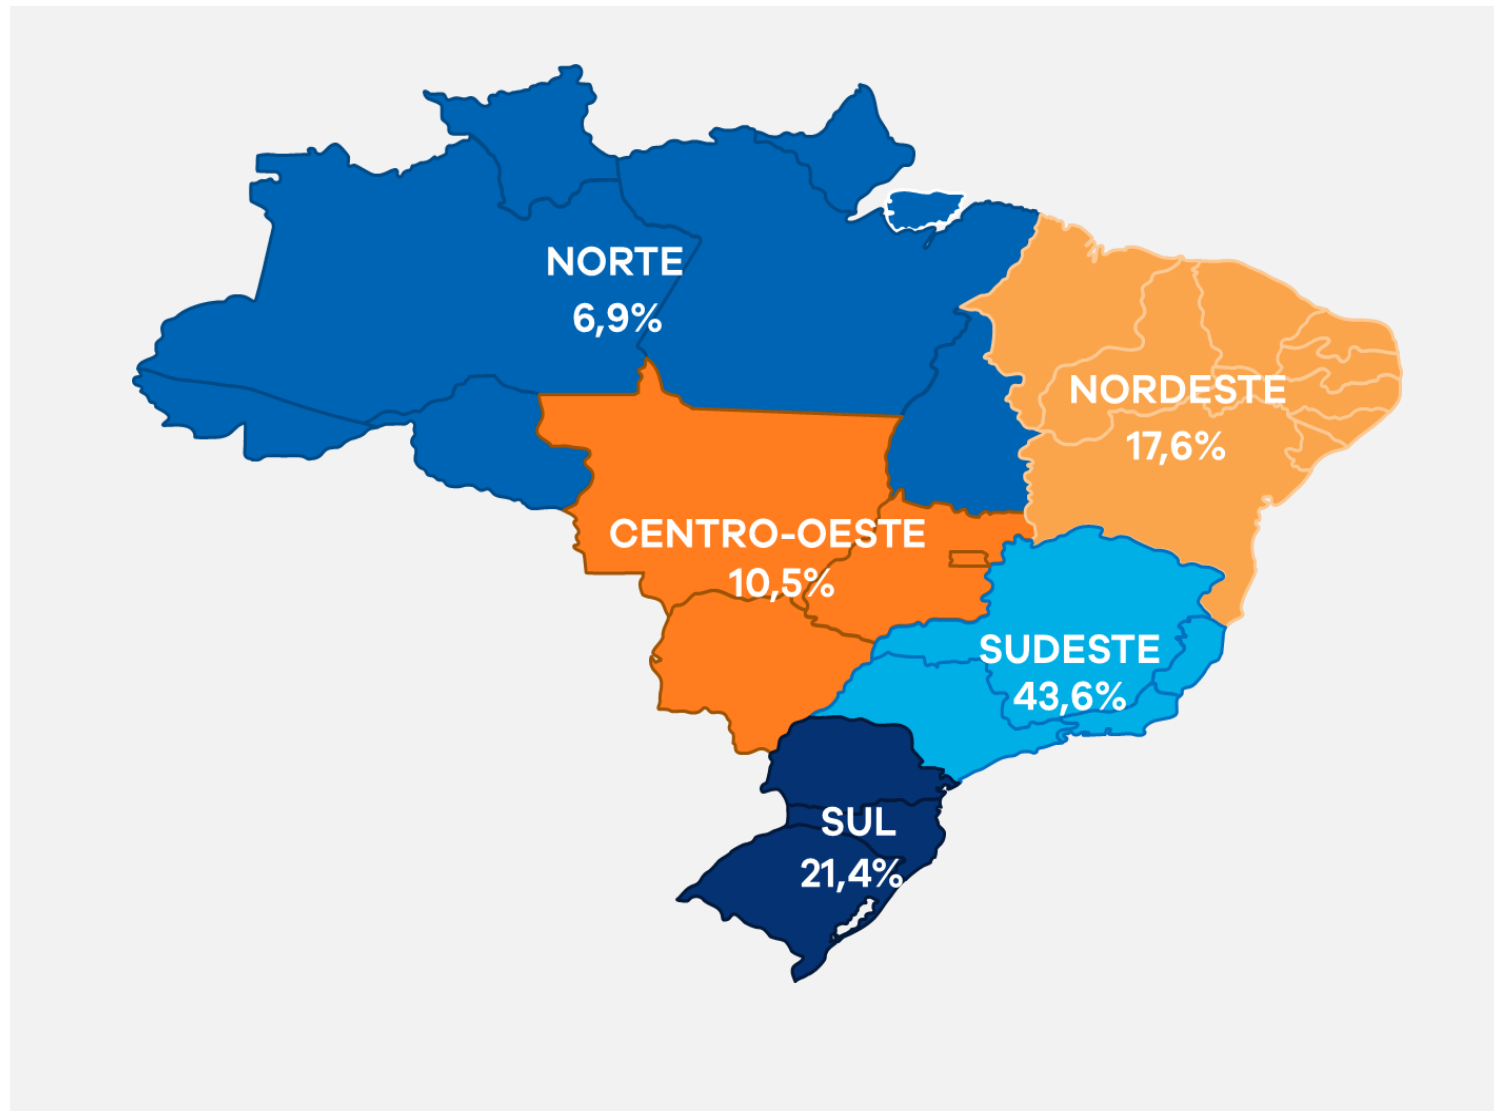 NORTE
6,9%
NORDESTE
17,6%
CENTRO-OESTE
10,5%
SUDESTE
43,6%
SUL
21,4%